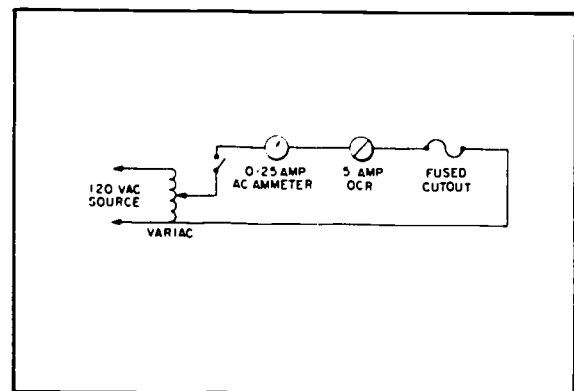 120 VAC
SOURCE
VARIAC
0-25 AMP
AC AMMETER
5 AMP
OCR
FUSED
CUTOUT